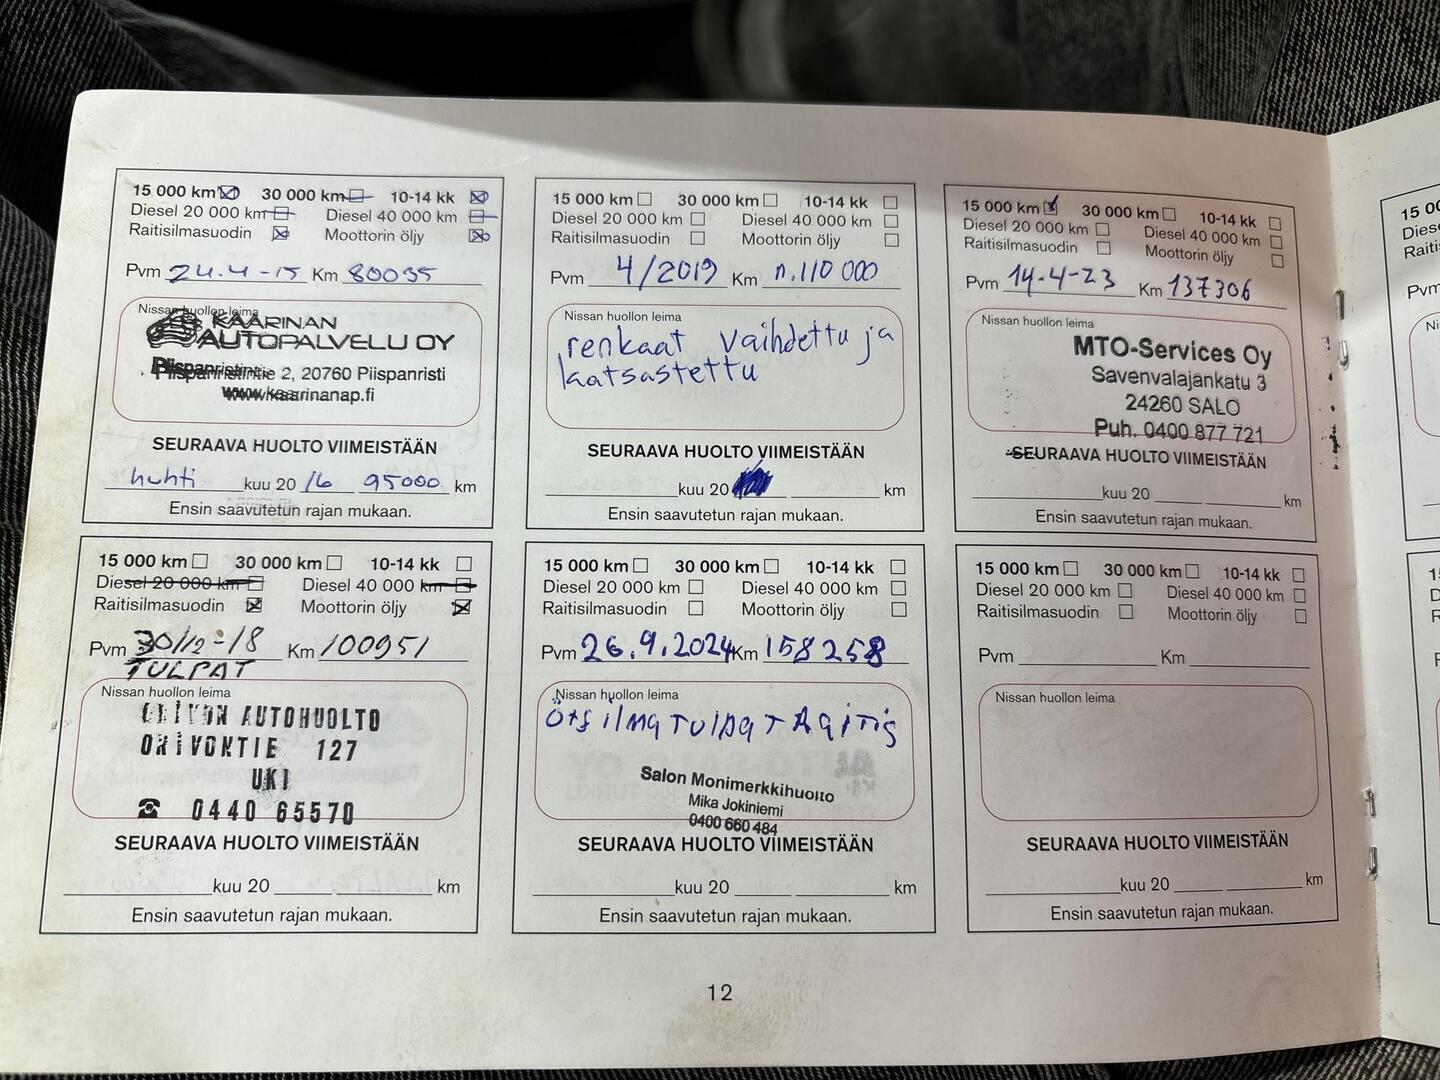 15 000 km 30 000 km 10-14 kk
Diesel 20 000 km Diesel 40 000 km
Raitisilmasuodin Moottorin öljy
Pvm 24.4-15 Km 80035
Nissan huollon leima
KAARINAN
AUTOPALVELU OY
Piispanristintie 2, 20760 Piispanristi
www.kaarinanap.fi
SEURAAVA HUOLTO VIIMEISTÄÄN
huhti kuu 20 16 95000 km
Ensin saavutetun rajan mukaan.
15 000 km 30 000 km 10-14 kk
Diesel 20 000 km Diesel 40 000 km
Raitisilmasuodin Moottorin öljy
Pvm 4/2019 Km n.110 000
Nissan huollon leima
renkaat vaihdettu ja
katsastettu
SEURAAVA HUOLTO VIIMEISTÄÄN
kuu 20 km
Ensin saavutetun rajan mukaan.
15 000 km 30 000 km 10-14 kk
Diesel 20 000 km Diesel 40 000 km
Raitisilmasuodin Moottorin öljy
Pvm 14-4-23 Km 137306
Nissan huollon leima
MTO-Services Oy
Savenvalajankatu 3
24260 SALO
Puh. 0400 877 721
SEURAAVA HUOLTO VIIMEISTÄÄN
kuu 20 km
Ensin saavutetun rajan mukaan.
15 000 km 30 000 km 10-14 kk
Diesel 20 000 km Diesel 40 000 km
Raitisilmasuodin Moottorin öljy
Pvm 30/12-18 Km 100951
TULPAT
Nissan huollon leima
AUTOHUOLTO
ORIVONTIE 127
UKI
☎ 0440 65570
SEURAAVA HUOLTO VIIMEISTÄÄN
kuu 20 km
Ensin saavutetun rajan mukaan.
15 000 km 30 000 km 10-14 kk
Diesel 20 000 km Diesel 40 000 km
Raitisilmasuodin Moottorin öljy
Pvm 26.9.2024 Km 158258
Nissan huollon leima
ilma TulpaT
Salon Monimerkkihuolto
Mika Jokiniemi
0400 660 484
SEURAAVA HUOLTO VIIMEISTÄÄN
kuu 20 km
Ensin saavutetun rajan mukaan.
15 000 km 30 000 km 10-14 kk
Diesel 20 000 km Diesel 40 000 km
Raitisilmasuodin Moottorin öljy
Pvm Km
Nissan huollon leima
SEURAAVA HUOLTO VIIMEISTÄÄN
kuu 20 km
Ensin saavutetun rajan mukaan.
12